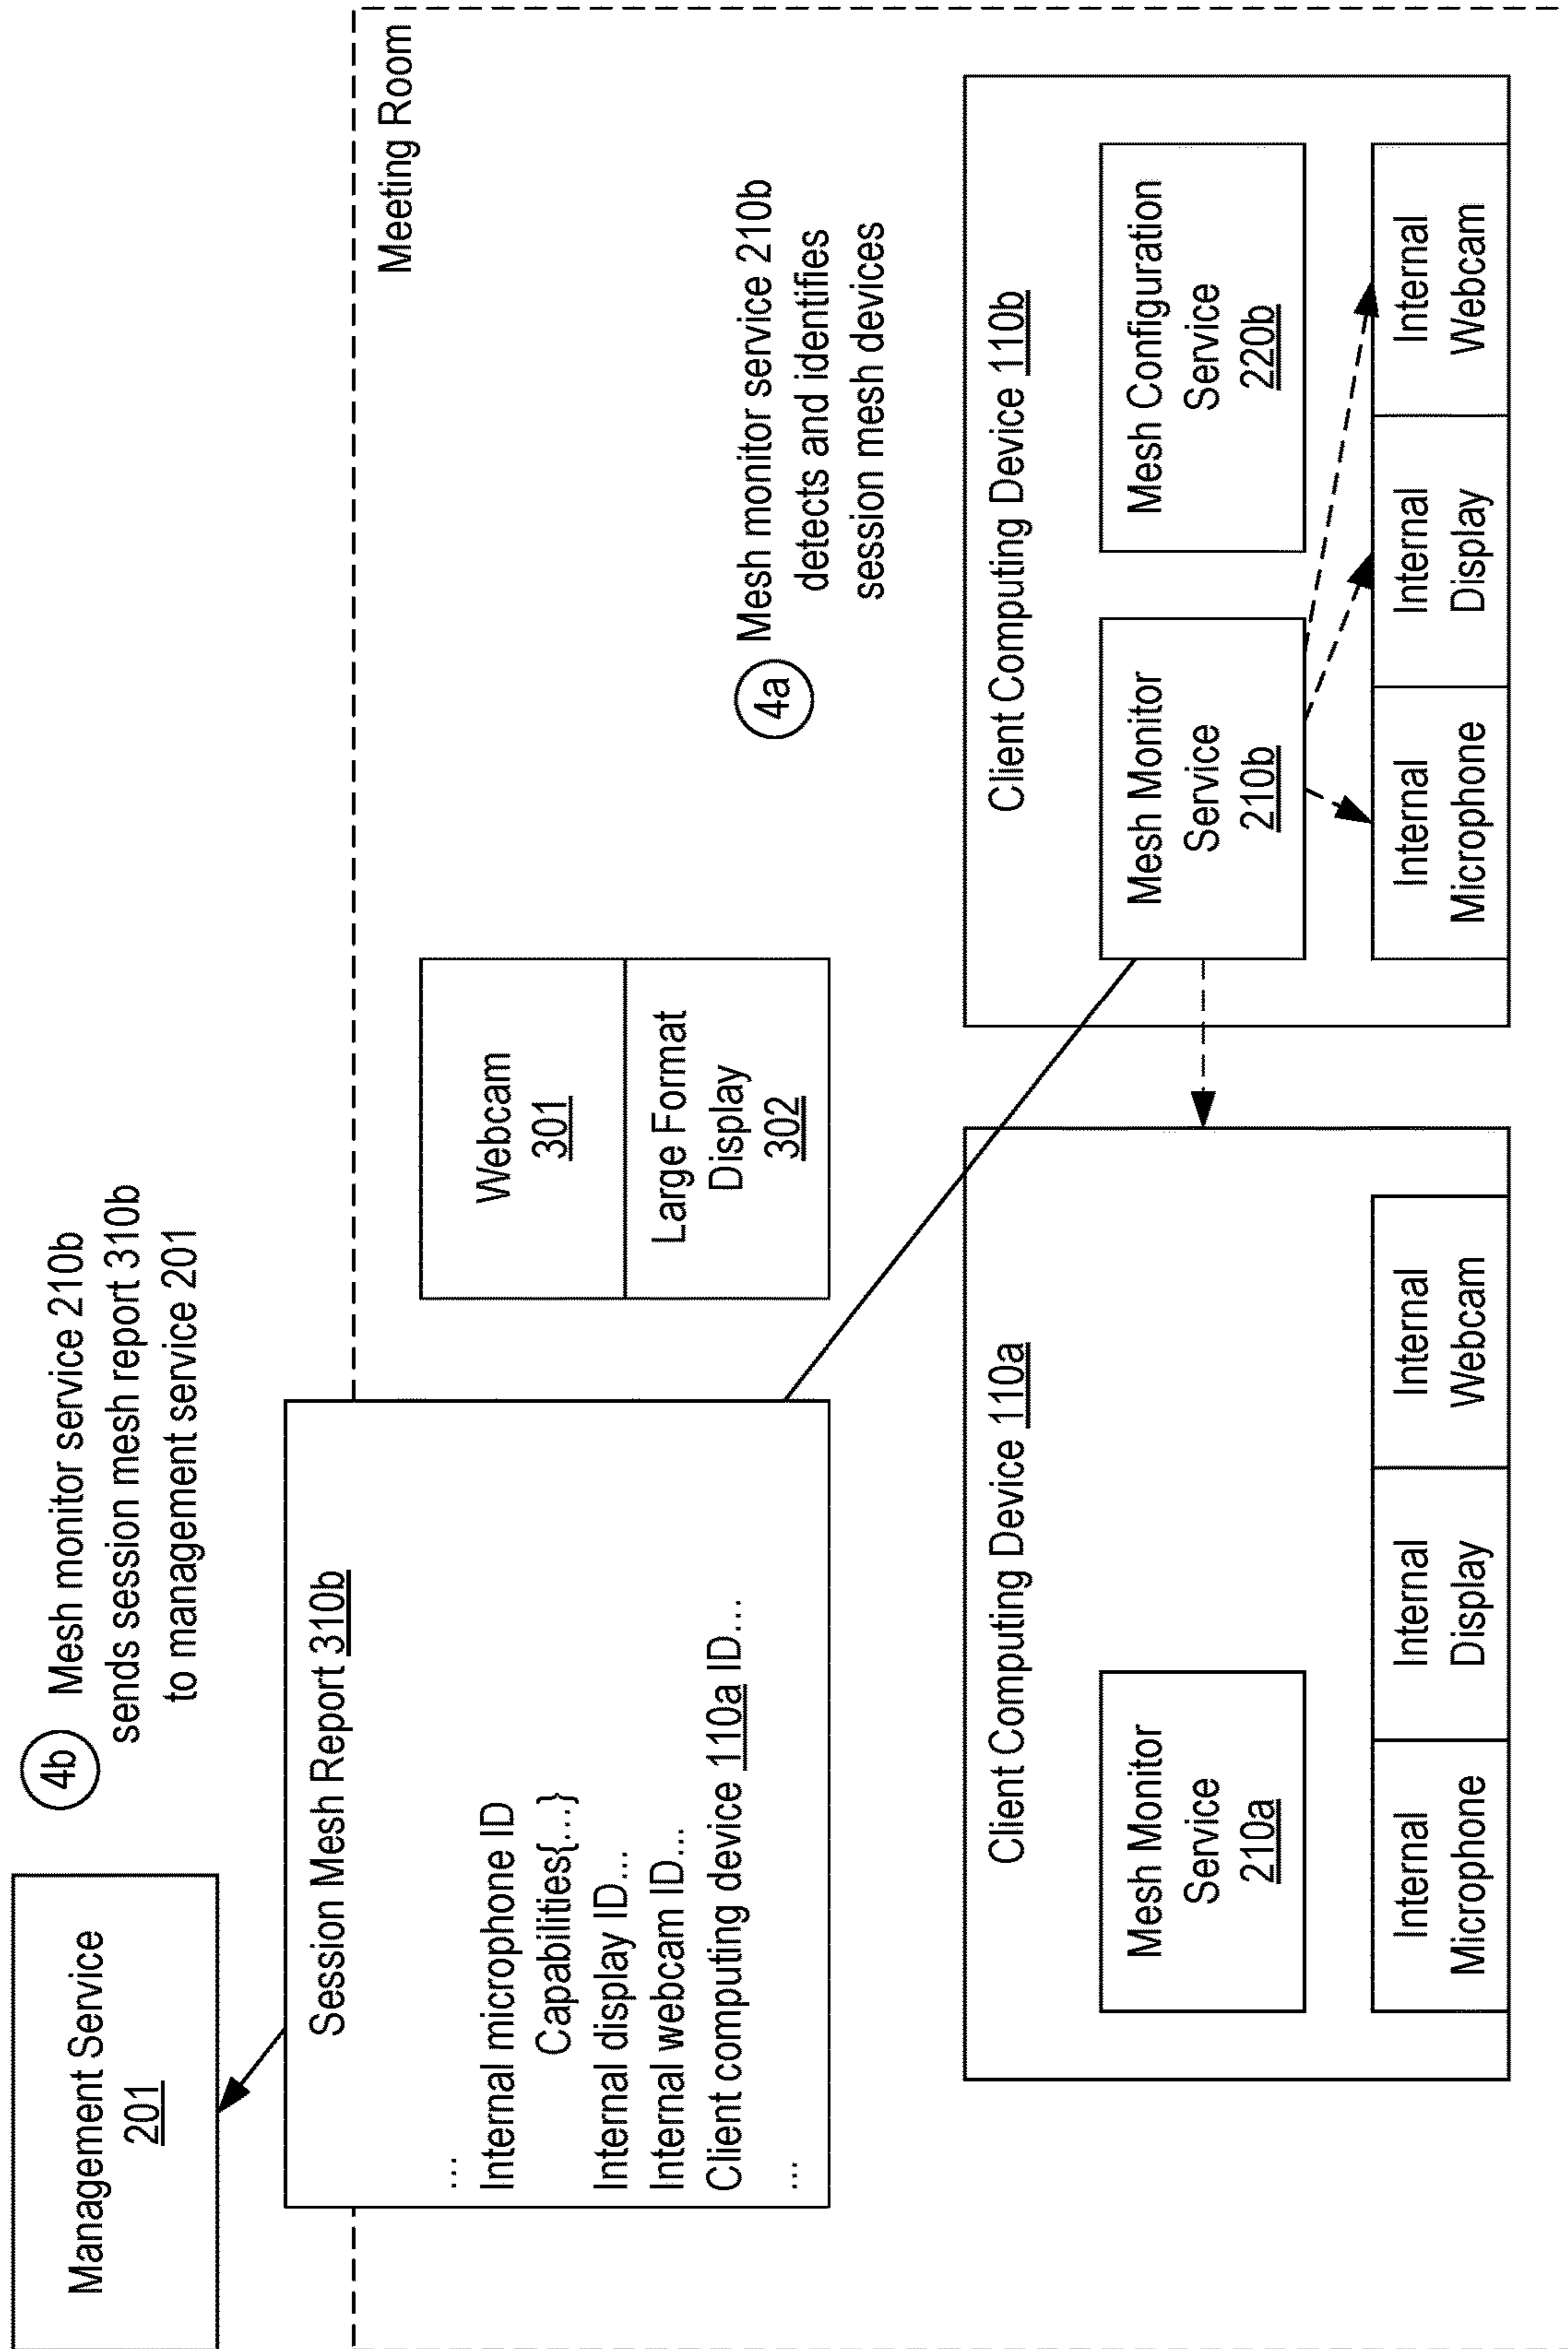 Management Service
201
4b
Mesh monitor service 210b
sends session mesh report 310b
to management service 201
Meeting Room
Session Mesh Report 310b
...
Internal microphone ID
Capabilities{...}
Internal display ID...
Internal webcam ID...
Client computing device 110a ID...
...
Webcam
301
Large Format
Display
302
4a
Mesh monitor service 210b
detects and identifies
session mesh devices
Client Computing Device 110a
Mesh Monitor
Service
210a
Internal
Microphone
Internal
Display
Internal
Webcam
Client Computing Device 110b
Mesh Monitor
Service
210b
Mesh Configuration
Service
220b
Internal
Microphone
Internal
Display
Internal
Webcam